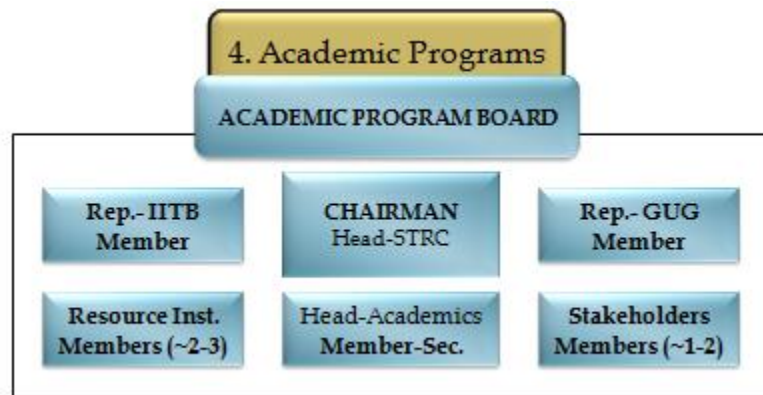 4. Academic Programs
ACADEMIC PROGRAM BOARD
Rep.- IITB
Member
CHAIRMAN
Head-STRC
Rep.- GUG
Member
Resource Inst.
Members (~2-3)
Head-Academics
Member-Sec.
Stakeholders
Members (~1-2)